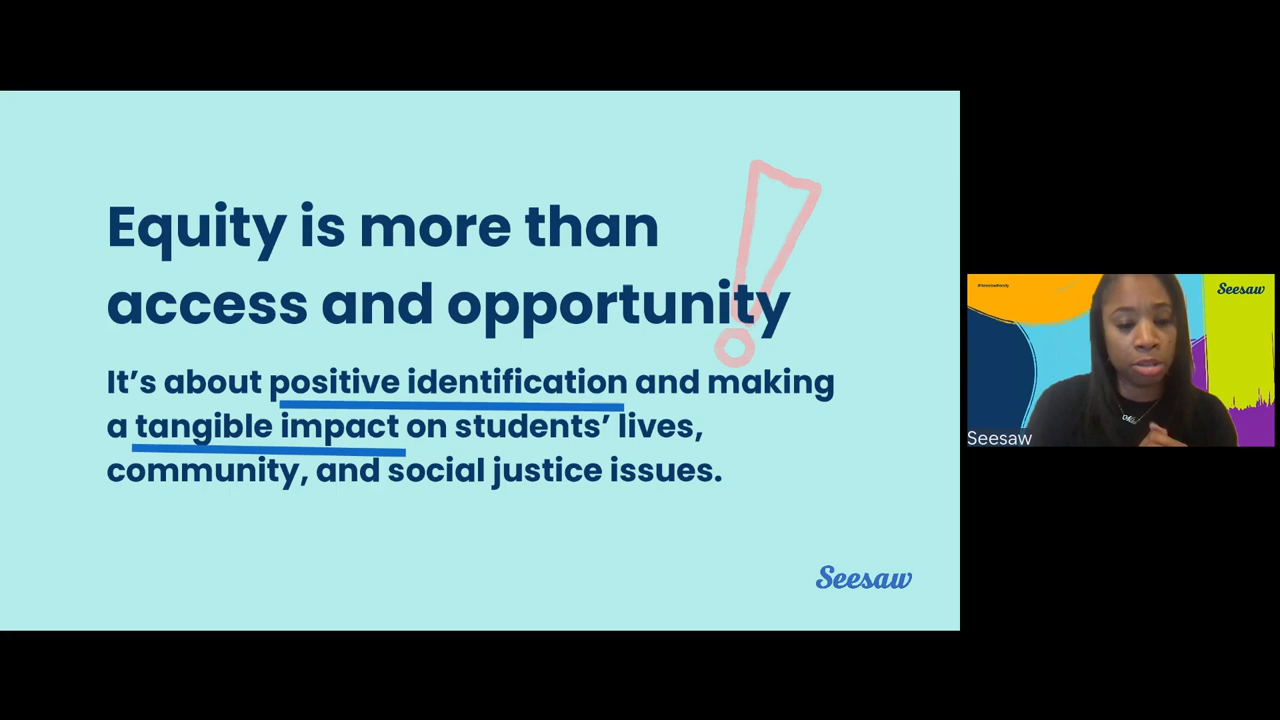 Equity is more than
access and opportunity
It’s about positive identification and making
a tangible impact on students’ lives,
community, and social justice issues.
Seesaw
Seesaw
Seesaw